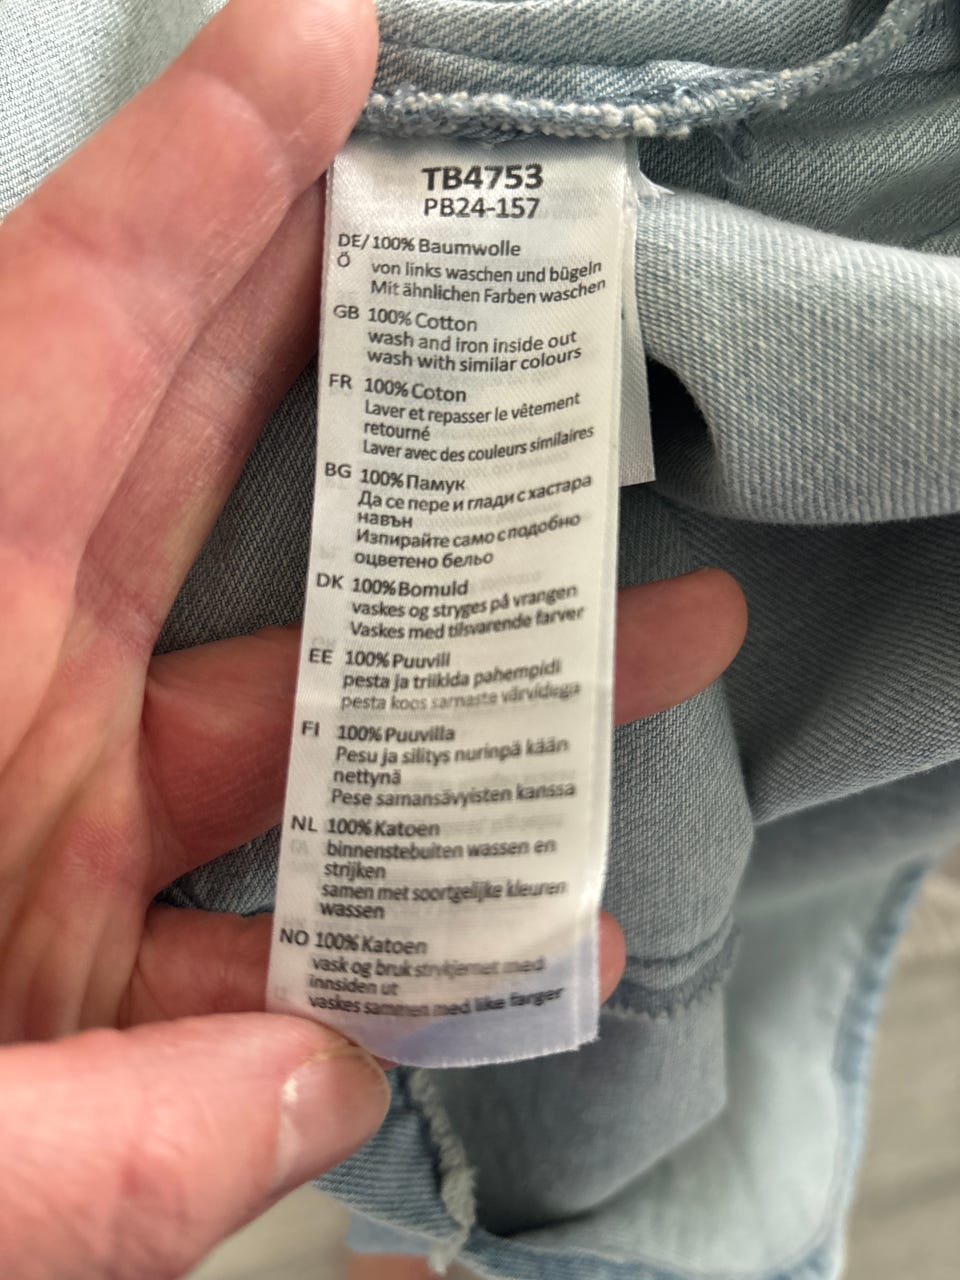 TB4753
PB24-157
DE/ 100% Baumwolle
Ö von links waschen und bügeln
Mit ähnlichen Farben waschen
GB 100% Cotton
wash and iron inside out
wash with similar colours
FR 100% Coton
Laver et repasser le vêtement
retourné
Laver avec des couleurs similaires
BG 100% Памук
Да се пере и глади с хастара
навън
Изпирайте само с подобно
оцветено бельо
DK 100% Bomuld
vaskes og stryges på vrangen
Vaskes med tilsvarende farver
EE 100% Puuvill
pesta ja triikida pahempidi
pesta koos samaste värvidega
FI 100% Puuvilla
Pesu ja silitys nurinpä kään
nettynä
Pese samansävyisten kanssa
NL 100% Katoen
binnenstebuiten wassen en
strijken
samen met soortgelijke kleuren
wassen
NO 100% Katoen
vask og bruk strykjernet med
innsiden ut
vaskes sammen med like farger